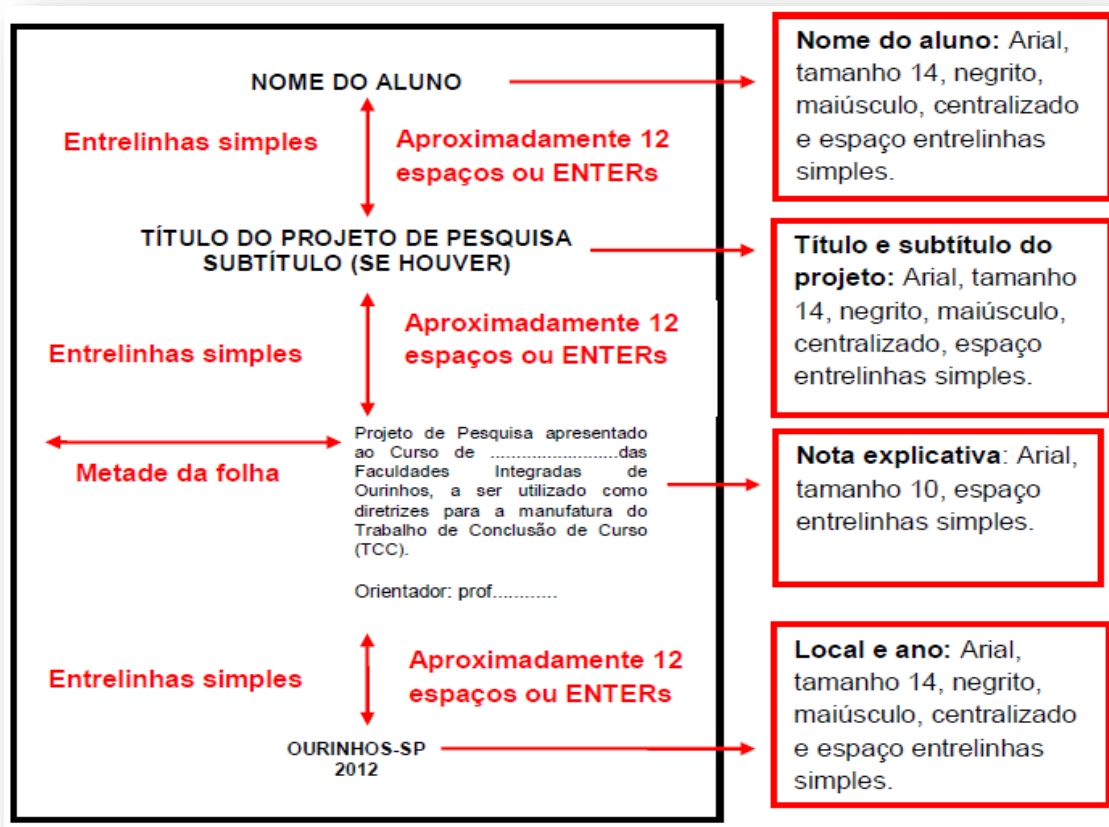 NOME DO ALUNO
Entrelinhas simples
Aproximadamente 12
espaços ou ENTERs
TÍTULO DO PROJETO DE PESQUISA
SUBTÍTULO (SE HOUVER)
Entrelinhas simples
Aproximadamente 12
espaços ou ENTERs
Metade da folha
Projeto de Pesquisa apresentado
ao Curso de ........................das
Faculdades Integradas de
Ourinhos, a ser utilizado como
diretrizes para a manufatura do
Trabalho de Conclusão de Curso
(TCC).
Orientador: prof............
Entrelinhas simples
Aproximadamente 12
espaços ou ENTERs
OURINHOS-SP
2012
Nome do aluno: Arial,
tamanho 14, negrito,
maiúsculo, centralizado
e espaço entrelinhas
simples.
Título e subtítulo do
projeto: Arial, tamanho
14, negrito, maiúsculo,
centralizado, espaço
entrelinhas simples.
Nota explicativa: Arial,
tamanho 10, espaço
entrelinhas simples.
Local e ano: Arial,
tamanho 14, negrito,
maiúsculo, centralizado
e espaço entrelinhas
simples.